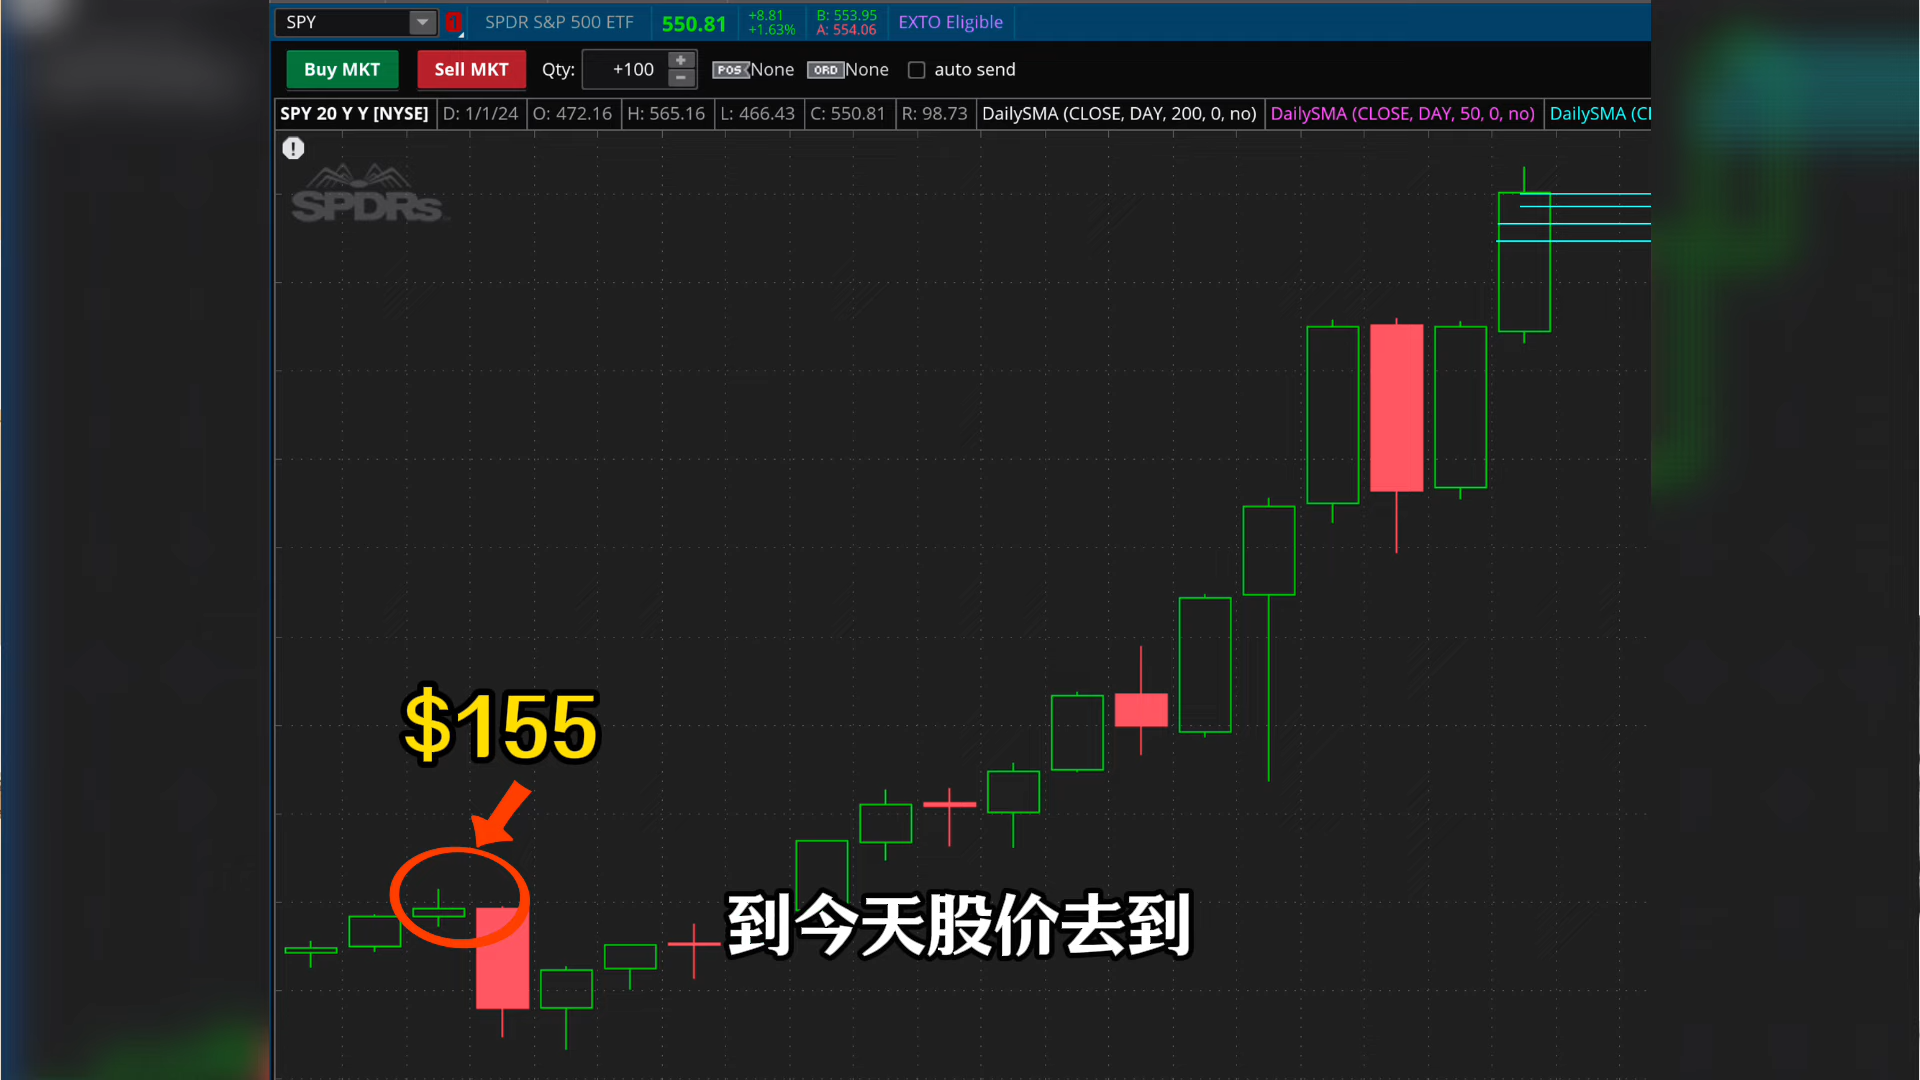 SPY
1
SPDR S&P 500 ETF
550.81
+8.81
+1.63%
B: 553.95
A: 554.06
EXTO Eligible
Buy MKT
Sell MKT
Qty:
+100
POS None
ORD None
auto send
SPY 20 Y Y [NYSE]
D: 1/1/24
O: 472.16
H: 565.16
L: 466.43
C: 550.81
R: 98.73
DailySMA (CLOSE, DAY, 200, 0, no)
DailySMA (CLOSE, DAY, 50, 0, no)
DailySMA (Cl
SPDRs
$155
到今天股价去到